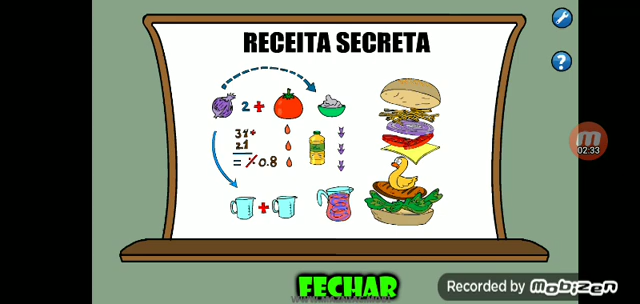 RECEITA SECRETA
2 +
31+
21
= 0.8
+
M
02:33
?
FECHAR
Recorded by mobizen